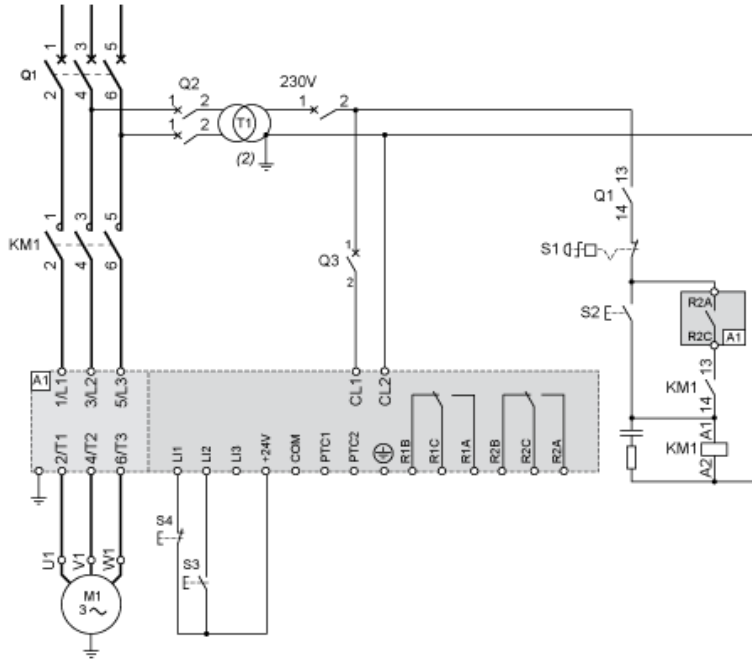 1 3 5
Q1
2 4 6
Q2
1 2
1 2
T1
(2)
230V
1 2
1 3 5
KM1
2 4 6
Q3
1
2
13
Q1
14
S1
S2
R2A
R2C
A1
13
KM1
14
A1
KM1
A2
A1
1/L1 3/L2 5/L3
CL1 CL2
2/T1 4/T2 6/T3
LI1 LI2 LI3 +24V COM PTC1 PTC2 R1B R1C R1A R2B R2C R2A
S4
S3
U1 V1 W1
M1
3